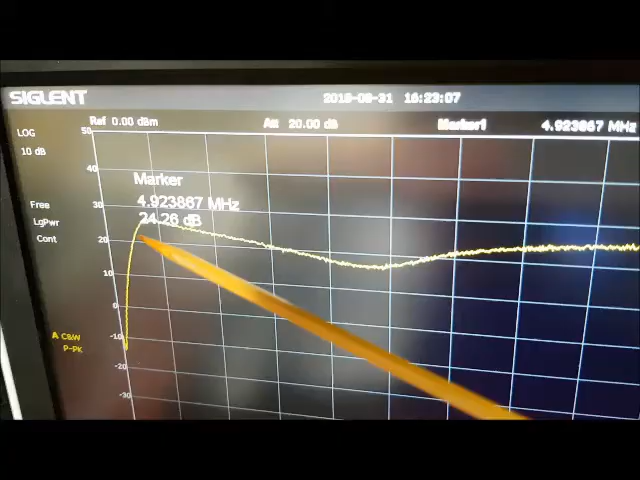 SIGLENT 2018-08-31 16:23:07
LOG Ref 0.00 dBm Att 20.00 dB Marker1 4.923867 MHz
10 dB
50
40
Marker
Free 30 4.923867 MHz
LgPwr 24.26 dB
Cont 20
10
0
A C&W -10
P-PK
-20
-30